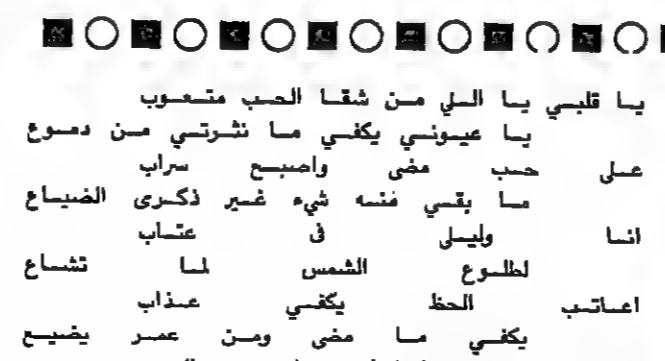 يا قلبي يا اللي من شقا الحب متعوب
يا عيوني يكفي ما نثرتي من دموع
على حب مضى واصبح سراب
ما بقي فنه شيء غير ذكرى الضياع
انا وليلى في عتاب
لطلوع الشمس لما تشاع
اعاتب الحظ يكفي عذاب
يكفي ما مضى ومن عمر يضيع